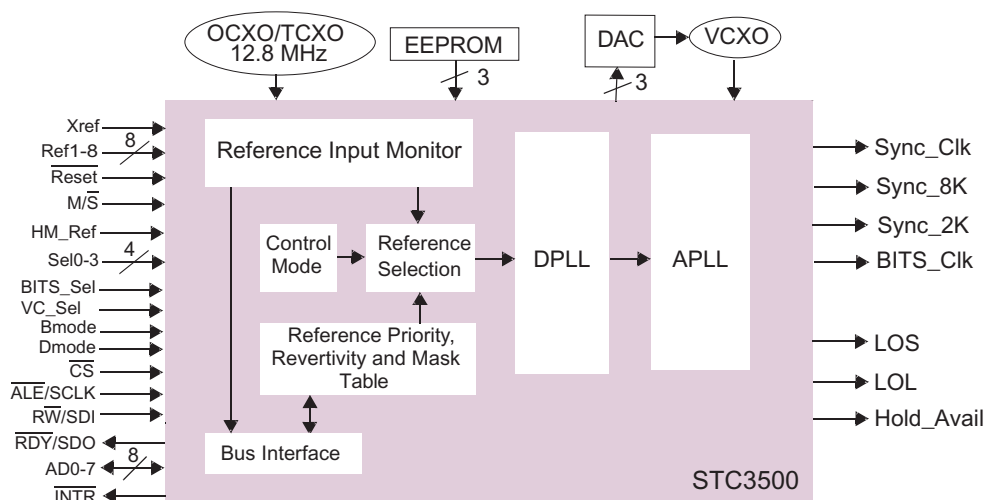 OCXO/TCXO
12.8 MHz
EEPROM
3
DAC
3
VCXO
Xref
Ref1-8
8
Reset
M/S
HM_Ref
Sel0-3
4
BITS_Sel
VC_Sel
Bmode
Dmode
CS
ALE/SCLK
RW/SDI
RDY/SDO
AD0-7
8
INTR
Reference Input Monitor
Control
Mode
Reference
Selection
DPLL
APLL
Reference Priority,
Revertivity and Mask
Table
Bus Interface
STC3500
Sync_Clk
Sync_8K
Sync_2K
BITS_Clk
LOS
LOL
Hold_Avail